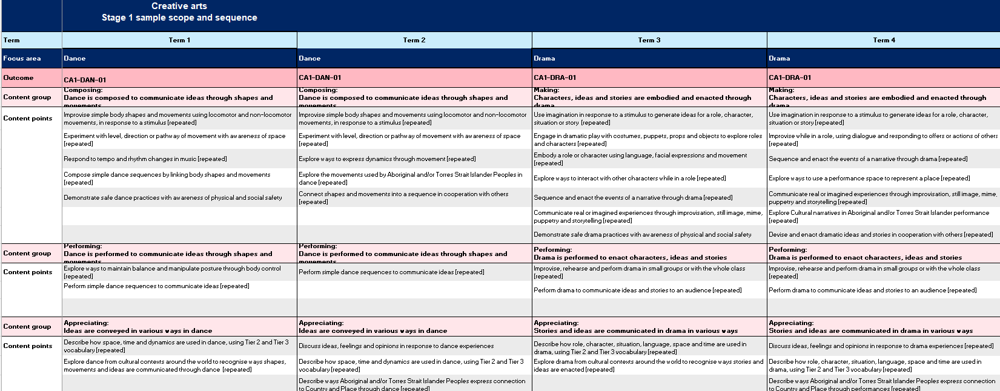 Creative arts
Stage 1 sample scope and sequence
Term
Term 1
Term 2
Term 3
Term 4
Focus area
Dance
Dance
Drama
Drama
Outcome
CA1-DAN-01
CA1-DAN-01
CA1-DRA-01
CA1-DRA-01
Content group
Composing:
Dance is composed to communicate ideas through shapes and
movements
Composing:
Dance is composed to communicate ideas through shapes and
movements
Making:
Characters, ideas and stories are embodied and enacted through
drama
Making:
Characters, ideas and stories are embodied and enacted through
drama
Content points
Improvise simple body shapes and movements using locomotor and non-locomotor
movements, in response to a stimulus [repeated]
Improvise simple body shapes and movements using locomotor and non-locomotor
movements, in response to a stimulus [repeated]
Use imagination in response to a stimulus to generate ideas for a role, character,
situation or story [repeated]
Use imagination in response to a stimulus to generate ideas for a role, character,
situation or story [repeated]
Experiment with level, direction or pathway of movement with awareness of space
[repeated]
Experiment with level, direction or pathway of movement with awareness of space
[repeated]
Engage in dramatic play with costumes, puppets, props and objects to explore roles
and characters [repeated]
Improvise while in a role, using dialogue and responding to offers or actions of others
[repeated]
Respond to tempo and rhythm changes in music [repeated]
Explore ways to express dynamics through movement [repeated]
Embody a role or character using language, facial expressions and movement
[repeated]
Sequence and enact the events of a narrative through drama [repeated]
Compose simple dance sequences by linking body shapes and movements
[repeated]
Explore the movements used by Aboriginal and/or Torres Strait Islander Peoples in
dance [repeated]
Explore ways to interact with other characters while in a role [repeated]
Explore ways to use a performance space to represent a place [repeated]
Demonstrate safe dance practices with awareness of physical and social safety
Connect shapes and movements into a sequence in cooperation with others
[repeated]
Sequence and enact the events of a narrative through drama [repeated]
Communicate real or imagined experiences through improvisation, still image, mime,
puppetry and storytelling [repeated]
Communicate real or imagined experiences through improvisation, still image, mime,
puppetry and storytelling [repeated]
Explore Cultural narratives in Aboriginal and/or Torres Strait Islander performance
[repeated]
Demonstrate safe drama practices with awareness of physical and social safety
Devise and enact dramatic ideas and stories in cooperation with others [repeated]
Content group
Performing:
Dance is performed to communicate ideas through shapes and
movements
Performing:
Dance is performed to communicate ideas through shapes and
movements
Performing:
Drama is performed to enact characters, ideas and stories
Performing:
Drama is performed to enact characters, ideas and stories
Content points
Explore ways to maintain balance and manipulate posture through body control
[repeated]
Perform simple dance sequences to communicate ideas [repeated]
Improvise, rehearse and perform drama in small groups or with the whole class
[repeated]
Improvise, rehearse and perform drama in small groups or with the whole class
[repeated]
Perform simple dance sequences to communicate ideas [repeated]
Perform drama to communicate ideas and stories to an audience [repeated]
Perform drama to communicate ideas and stories to an audience [repeated]
Content group
Appreciating:
Ideas are conveyed in various ways in dance
Appreciating:
Ideas are conveyed in various ways in dance
Appreciating:
Stories and ideas are communicated in drama in various ways
Appreciating:
Stories and ideas are communicated in drama in various ways
Content points
Describe how space, time and dynamics are used in dance, using Tier 2 and Tier 3
vocabulary [repeated]
Discuss ideas, feelings and opinions in response to dance experiences
Describe how role, character, situation, language, space and time are used in
drama, using Tier 2 and Tier 3 vocabulary [repeated]
Discuss ideas, feelings and opinions in response to drama experiences [repeated]
Explore dance from cultural contexts around the world to recognise ways shapes,
movements and ideas are communicated through dance [repeated]
Describe how space, time and dynamics are used in dance, using Tier 2 and Tier 3
vocabulary [repeated]
Explore drama from cultural contexts around the world to recognise ways stories and
ideas are enacted [repeated]
Describe how role, character, situation, language, space and time are used in
drama, using Tier 2 and Tier 3 vocabulary [repeated]
Describe ways Aboriginal and/or Torres Strait Islander Peoples express connection
to Country and Place through dance [repeated]
Describe ways Aboriginal and/or Torres Strait Islander Peoples express connection
to Country and Place through performances [repeated]